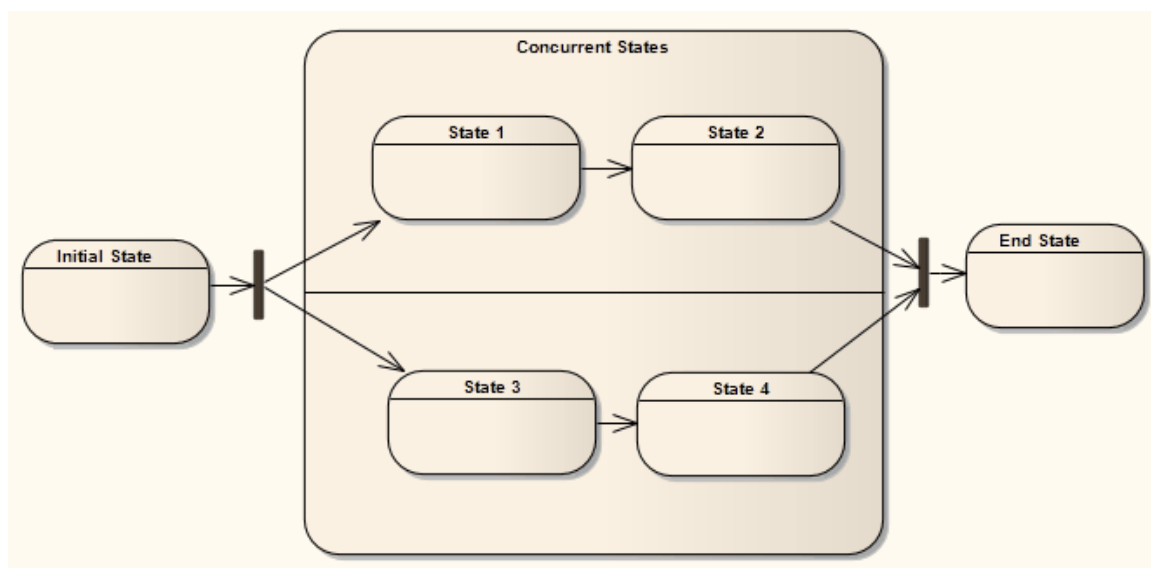 Concurrent States
State 1
State 2
Initial State
End State
State 3
State 4